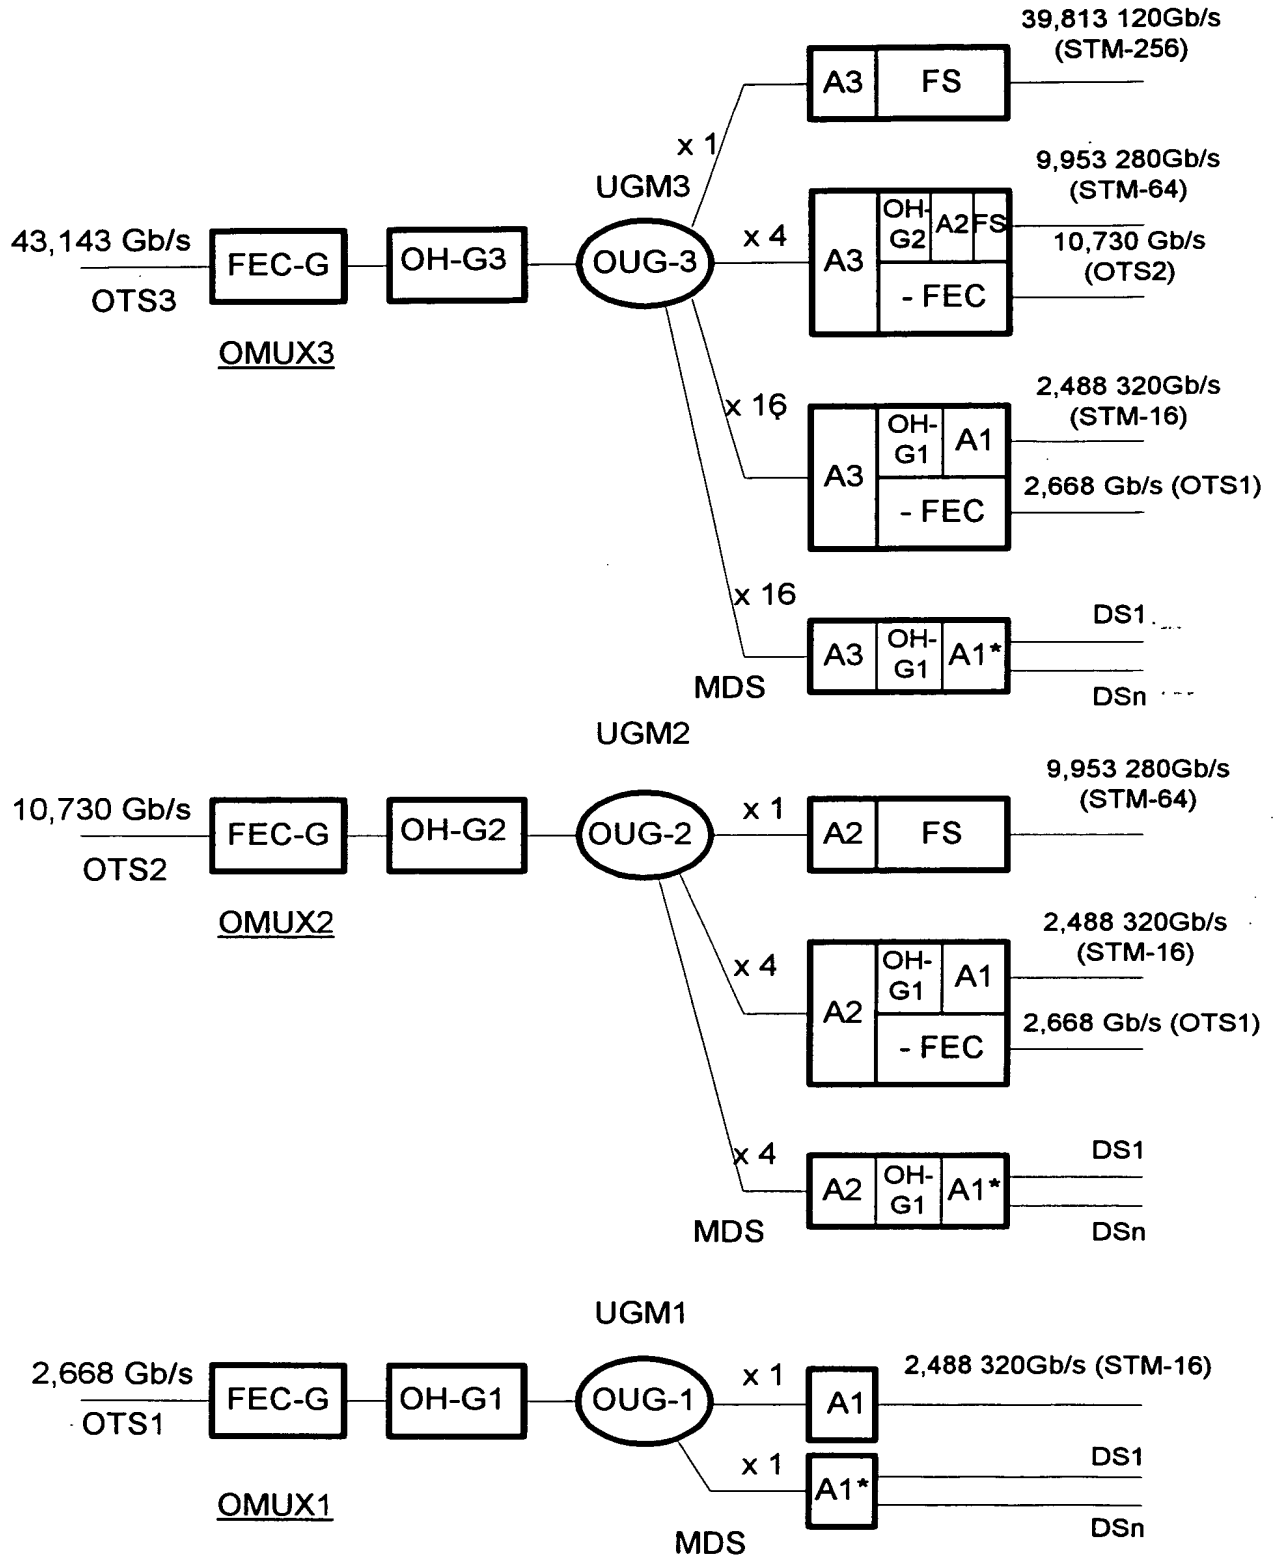 39,813 120Gb/s
(STM-256)
A3 FS
x 1
9,953 280Gb/s
(STM-64)
UGM3
OH-
G2 A2 FS
x 4
43,143 Gb/s
FEC-G OH-G3 OUG-3 A3
10,730 Gb/s
(OTS2)
OTS3
- FEC
OMUX3
2,488 320Gb/s
(STM-16)
x 16
OH-
G1 A1
A3
2,668 Gb/s (OTS1)
- FEC
x 16
DS1
A3 OH-
G1 A1*
MDS
DSn
UGM2
9,953 280Gb/s
(STM-64)
10,730 Gb/s
x 1
FEC-G OH-G2 OUG-2 A2 FS
OTS2
OMUX2
2,488 320Gb/s
(STM-16)
x 4
OH-
G1 A1
A2
2,668 Gb/s (OTS1)
- FEC
x 4
DS1
A2 OH-
G1 A1*
MDS
DSn
UGM1
2,668 Gb/s
x 1
2,488 320Gb/s (STM-16)
FEC-G OH-G1 OUG-1 A1
OTS1
x 1
DS1
A1*
OMUX1
DSn
MDS